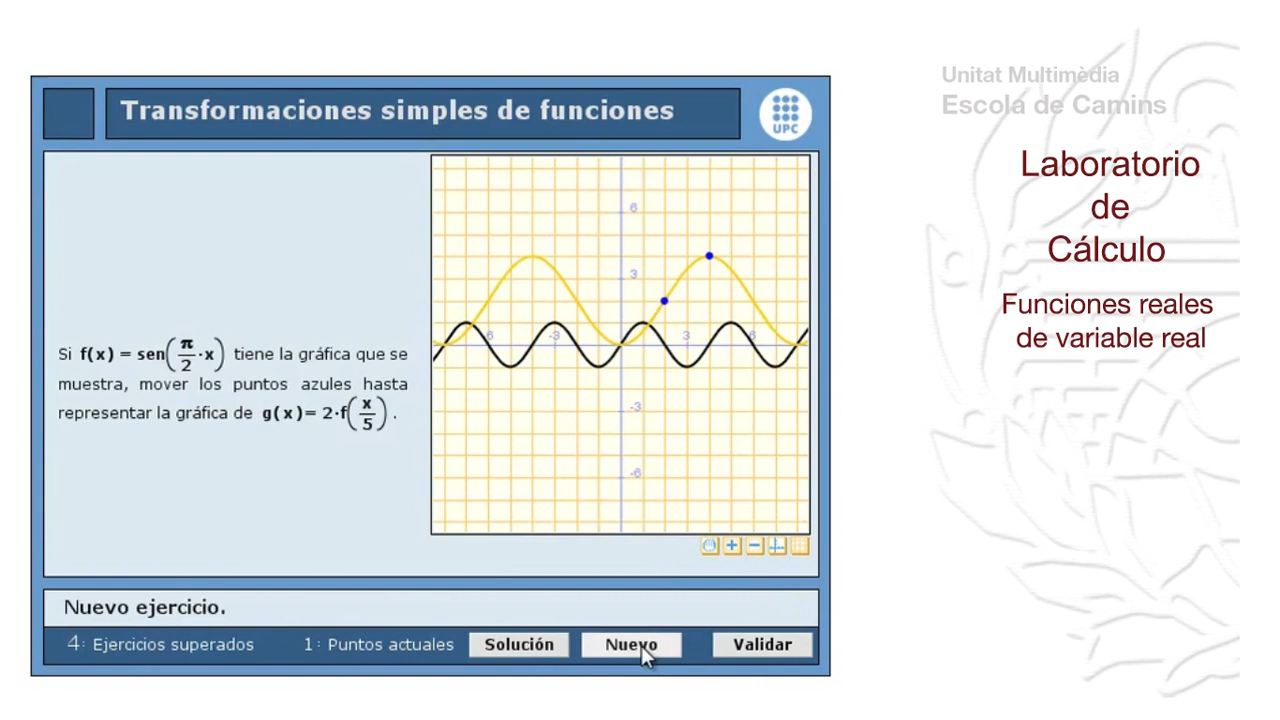 Transformaciones simples de funciones
UPC
Si f(x) = sen(π/2·x) tiene la gráfica que se
muestra, mover los puntos azules hasta
representar la gráfica de g(x)= 2·f(x/5) .
6
3
-6
-3
3
6
-3
-6
Nuevo ejercicio.
4: Ejercicios superados
1: Puntos actuales
Solución
Nuevo
Validar
Unitat Multimèdia
Escola de Camins
Laboratorio
de
Cálculo
Funciones reales
de variable real